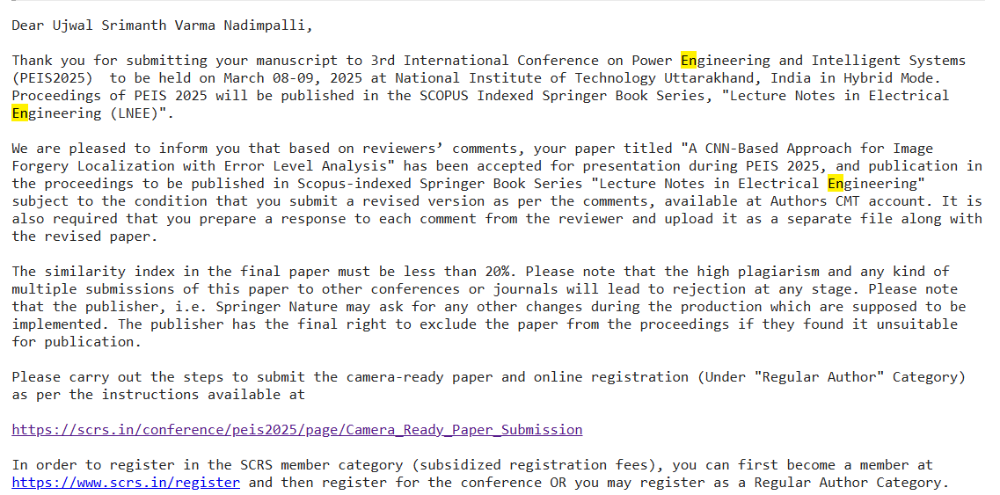 Dear Ujwal Srimanth Varma Nadimpalli,
Thank you for submitting your manuscript to 3rd International Conference on Power Engineering and Intelligent Systems
(PEIS2025)  to be held on March 08-09, 2025 at National Institute of Technology Uttarakhand, India in Hybrid Mode.
Proceedings of PEIS 2025 will be published in the SCOPUS Indexed Springer Book Series, "Lecture Notes in Electrical
Engineering (LNEE)".
We are pleased to inform you that based on reviewers’ comments, your paper titled "A CNN-Based Approach for Image
Forgery Localization with Error Level Analysis" has been accepted for presentation during PEIS 2025, and publication in
the proceedings to be published in Scopus-indexed Springer Book Series "Lecture Notes in Electrical Engineering"
subject to the condition that you submit a revised version as per the comments, available at Authors CMT account. It is
also required that you prepare a response to each comment from the reviewer and upload it as a separate file along with
the revised paper.
The similarity index in the final paper must be less than 20%. Please note that the high plagiarism and any kind of
multiple submissions of this paper to other conferences or journals will lead to rejection at any stage. Please note
that the publisher, i.e. Springer Nature may ask for any other changes during the production which are supposed to be
implemented. The publisher has the final right to exclude the paper from the proceedings if they found it unsuitable
for publication.
Please carry out the steps to submit the camera-ready paper and online registration (Under "Regular Author" Category)
as per the instructions available at
https://scrs.in/conference/peis2025/page/Camera_Ready_Paper_Submission
In order to register in the SCRS member category (subsidized registration fees), you can first become a member at
https://www.scrs.in/register and then register for the conference OR you may register as a Regular Author Category.